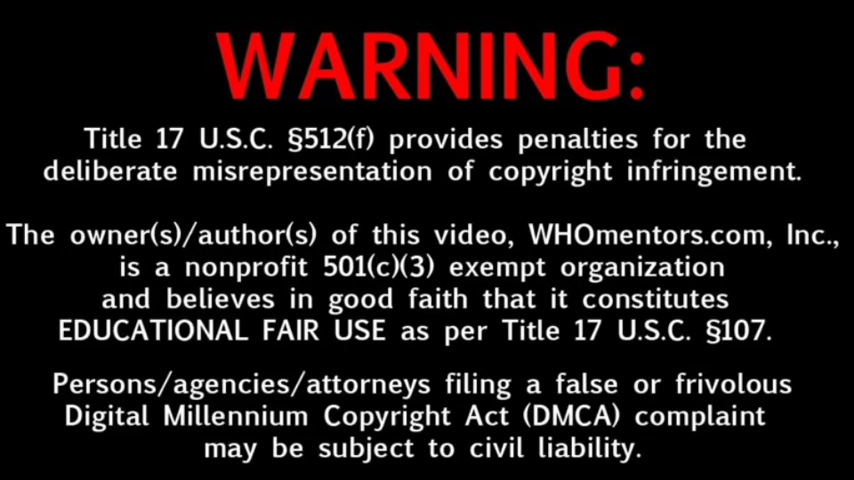 WARNING:
Title 17 U.S.C. §512(f) provides penalties for the
deliberate misrepresentation of copyright infringement.
The owner(s)/author(s) of this video, WHOmentors.com, Inc.,
is a nonprofit 501(c)(3) exempt organization
and believes in good faith that it constitutes
EDUCATIONAL FAIR USE as per Title 17 U.S.C. §107.
Persons/agencies/attorneys filing a false or frivolous
Digital Millennium Copyright Act (DMCA) complaint
may be subject to civil liability.